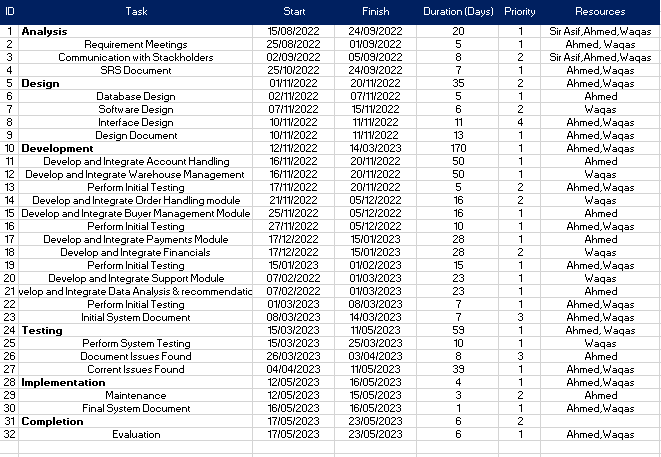 ID Task Start Finish Duration (Days) Priority Resources
1 Analysis 15/08/2022 24/09/2022 20 1 Sir Asif,Ahmed,Waqas
2 Requirement Meetings 25/08/2022 01/09/2022 5 1 Ahmed, Waqas
3 Communication with Stackholders 02/09/2022 05/09/2022 8 2 Sir Asif,Ahmed,Waqas
4 SRS Document 25/10/2022 24/09/2022 7 1 Ahmed,Waqas
5 Design 01/11/2022 20/11/2022 35 2 Ahmed,Waqas
6 Database Design 02/11/2022 07/11/2022 5 1 Ahmed
7 Software Design 07/11/2022 15/11/2022 6 2 Waqas
8 Interface Design 10/11/2022 11/11/2022 11 4 Ahmed,Waqas
9 Design Document 10/11/2022 11/11/2022 13 1 Ahmed,Waqas
10 Development 12/11/2022 14/03/2023 170 1 Ahmed,Waqas
11 Develop and Integrate Account Handling 16/11/2022 20/11/2022 50 1 Ahmed
12 Develop and Integrate Warehouse Management 16/11/2022 20/11/2022 50 1 Waqas
13 Perform Initial Testing 17/11/2022 20/11/2022 5 2 Ahmed,Waqas
14 Develop and Integrate Order Handling module 21/11/2022 05/12/2022 16 2 Waqas
15 Develop and Integrate Buyer Management Module 25/11/2022 05/12/2022 16 1 Ahmed
16 Perform Initial Testing 27/11/2022 05/12/2022 10 1 Ahmed,Waqas
17 Develop and Integrate Payments Module 17/12/2022 15/01/2023 28 1 Ahmed
18 Develop and Integrate Financials 17/12/2022 15/01/2023 28 2 Waqas
19 Perform Initial Testing 15/01/2023 01/02/2023 15 1 Ahmed,Waqas
20 Develop and Integrate Support Module 07/02/2022 01/03/2023 23 1 Waqas
21 velop and Integrate Data Analysis & recommendatic 07/02/2022 01/03/2023 23 1 Ahmed
22 Perform Initial Testing 01/03/2023 08/03/2023 7 1 Ahmed,Waqas
23 Initial System Document 08/03/2023 14/03/2023 7 3 Ahmed,Waqas
24 Testing 15/03/2023 11/05/2023 59 1 Ahmed, Waqas
25 Perform System Testing 15/03/2023 25/03/2023 10 1 Waqas
26 Document Issues Found 26/03/2023 03/04/2023 8 3 Ahmed
27 Corrent Issues Found 04/04/2023 11/05/2023 39 1 Ahmed,Waqas
28 Implementation 12/05/2023 16/05/2023 4 1 Ahmed,Waqas
29 Maintenance 12/05/2023 15/05/2023 3 2 Ahmed
30 Final System Document 16/05/2023 16/05/2023 1 1 Ahmed,Waqas
31 Completion 17/05/2023 23/05/2023 6 2
32 Evaluation 17/05/2023 23/05/2023 6 1 Ahmed,Waqas